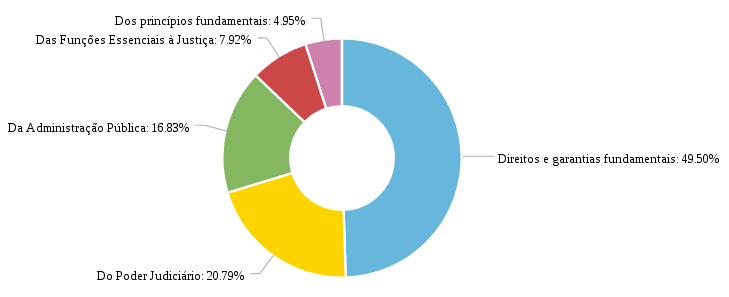 Dos princípios fundamentais: 4.95%
Das Funções Essenciais à Justiça: 7.92%
Da Administração Pública: 16.83%
Direitos e garantias fundamentais: 49.50%
Do Poder Judiciário: 20.79%